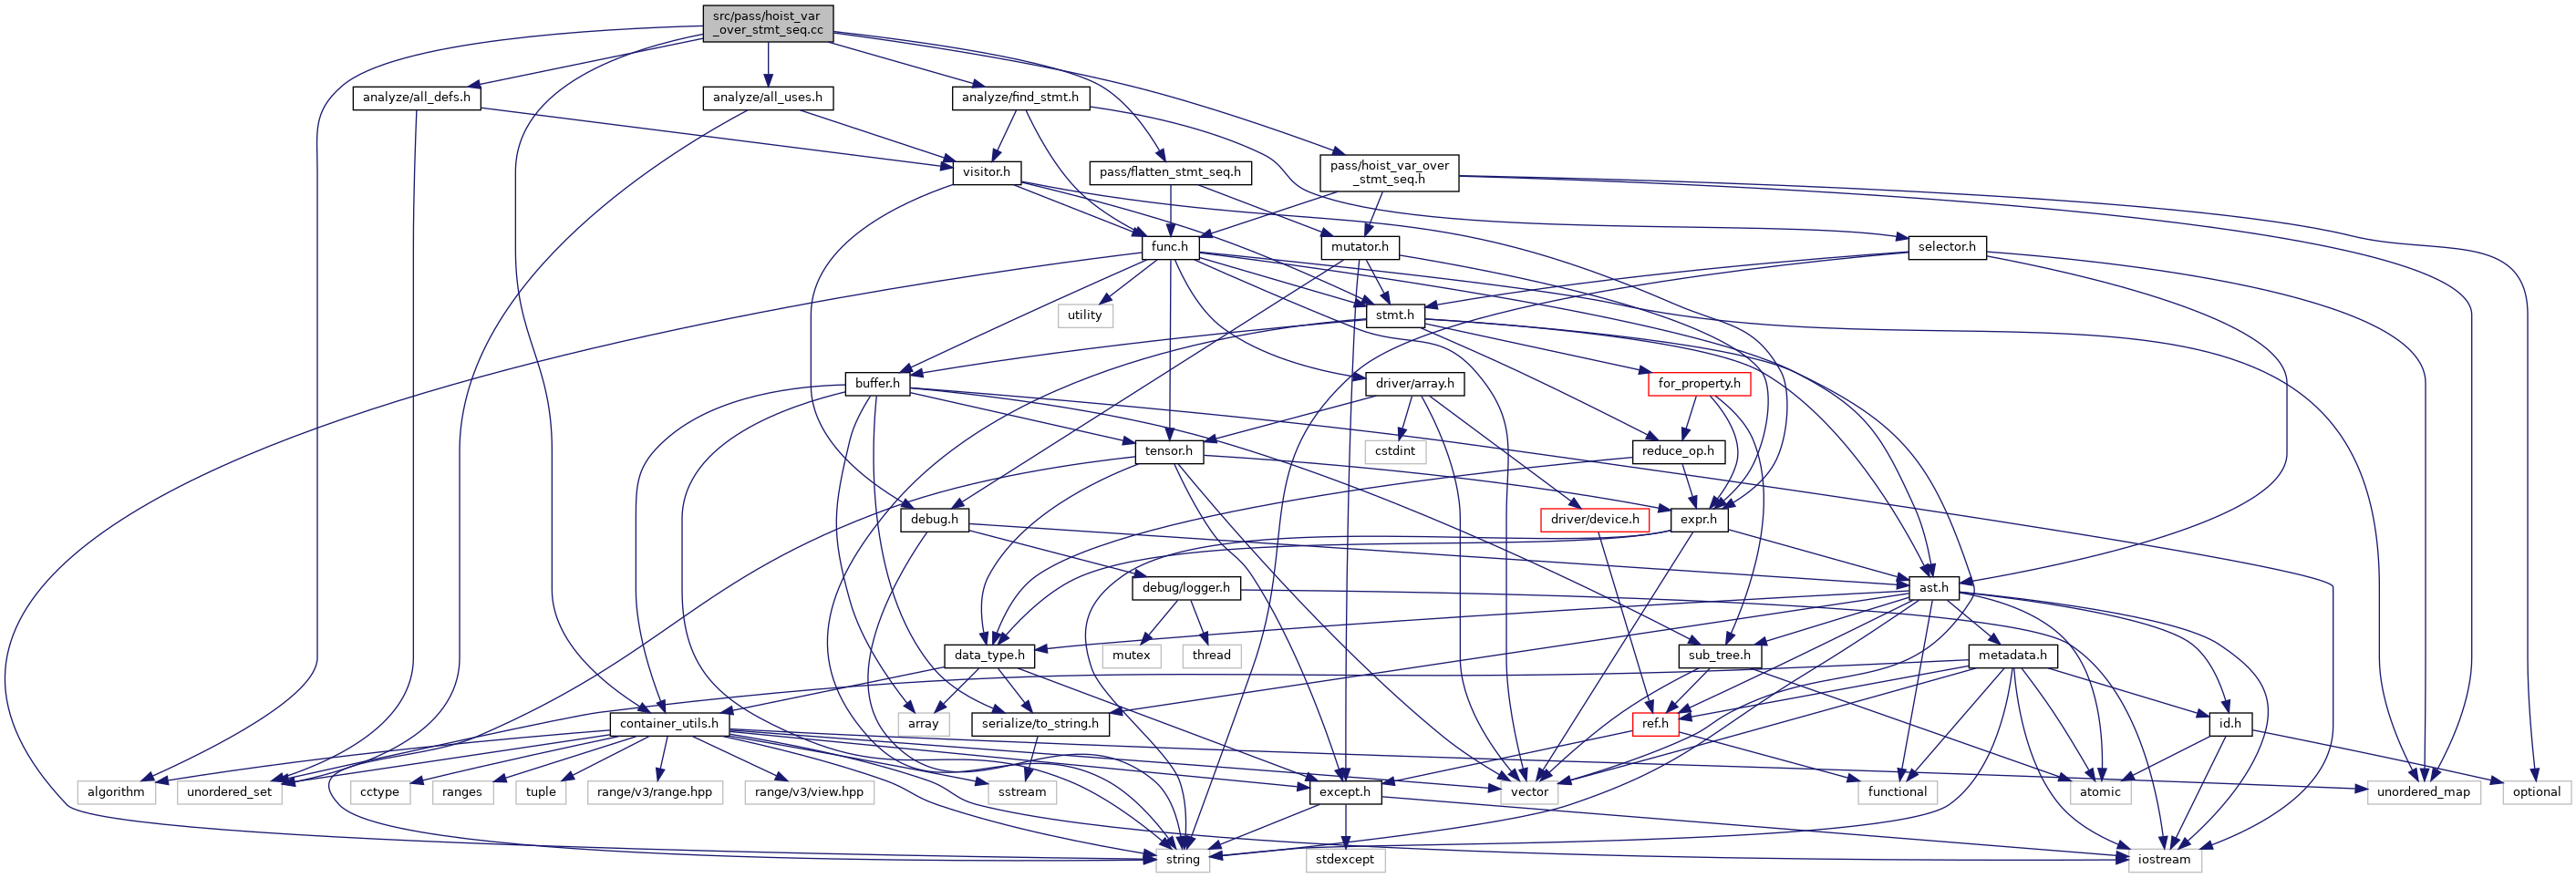 src/pass/hoist_var
_over_stmt_seq.cc
analyze/all_defs.h
analyze/all_uses.h
analyze/find_stmt.h
visitor.h
pass/flatten_stmt_seq.h
pass/hoist_var_over
_stmt_seq.h
func.h
mutator.h
selector.h
utility
stmt.h
buffer.h
driver/array.h
for_property.h
tensor.h
cstdint
reduce_op.h
debug.h
driver/device.h
expr.h
debug/logger.h
ast.h
data_type.h
mutex
thread
sub_tree.h
metadata.h
container_utils.h
array
serialize/to_string.h
ref.h
id.h
algorithm
unordered_set
cctype
ranges
tuple
range/v3/range.hpp
range/v3/view.hpp
sstream
except.h
vector
functional
atomic
unordered_map
optional
string
stdexcept
iostream